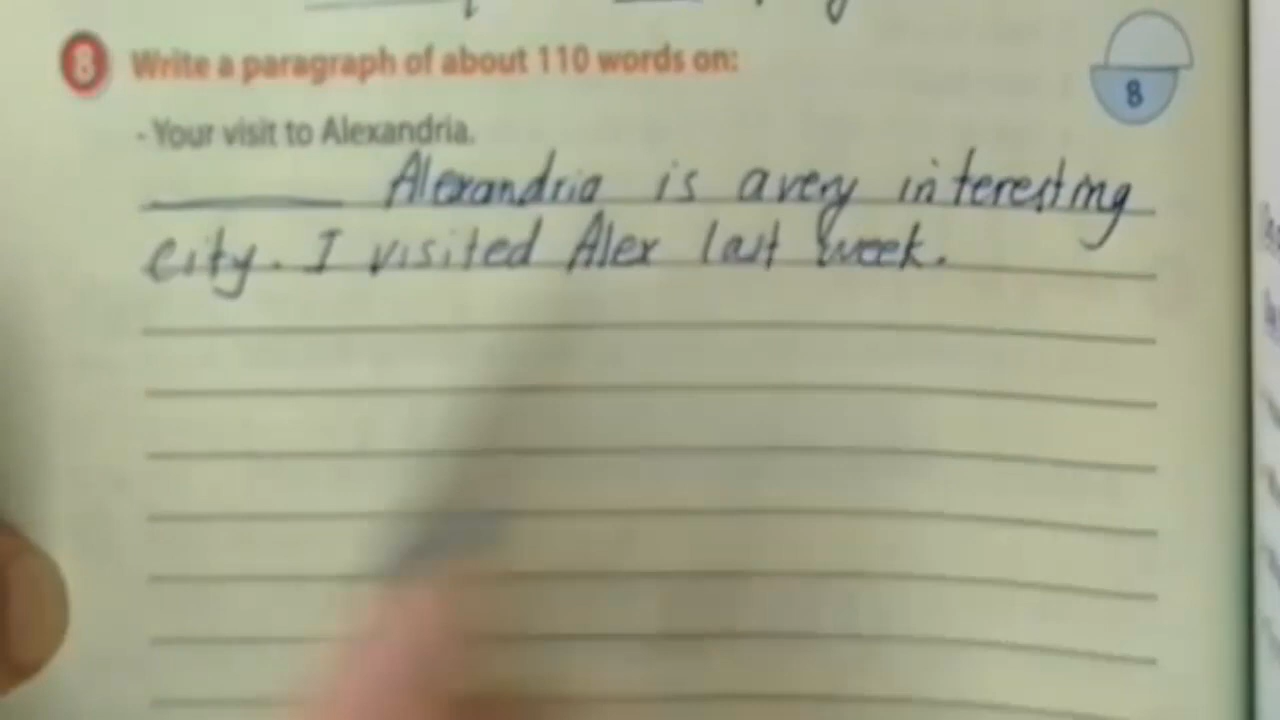 8 Write a paragraph of about 110 words on:
8
- Your visit to Alexandria.
Alexandria is avery interesting
city. I visited Alex last week.